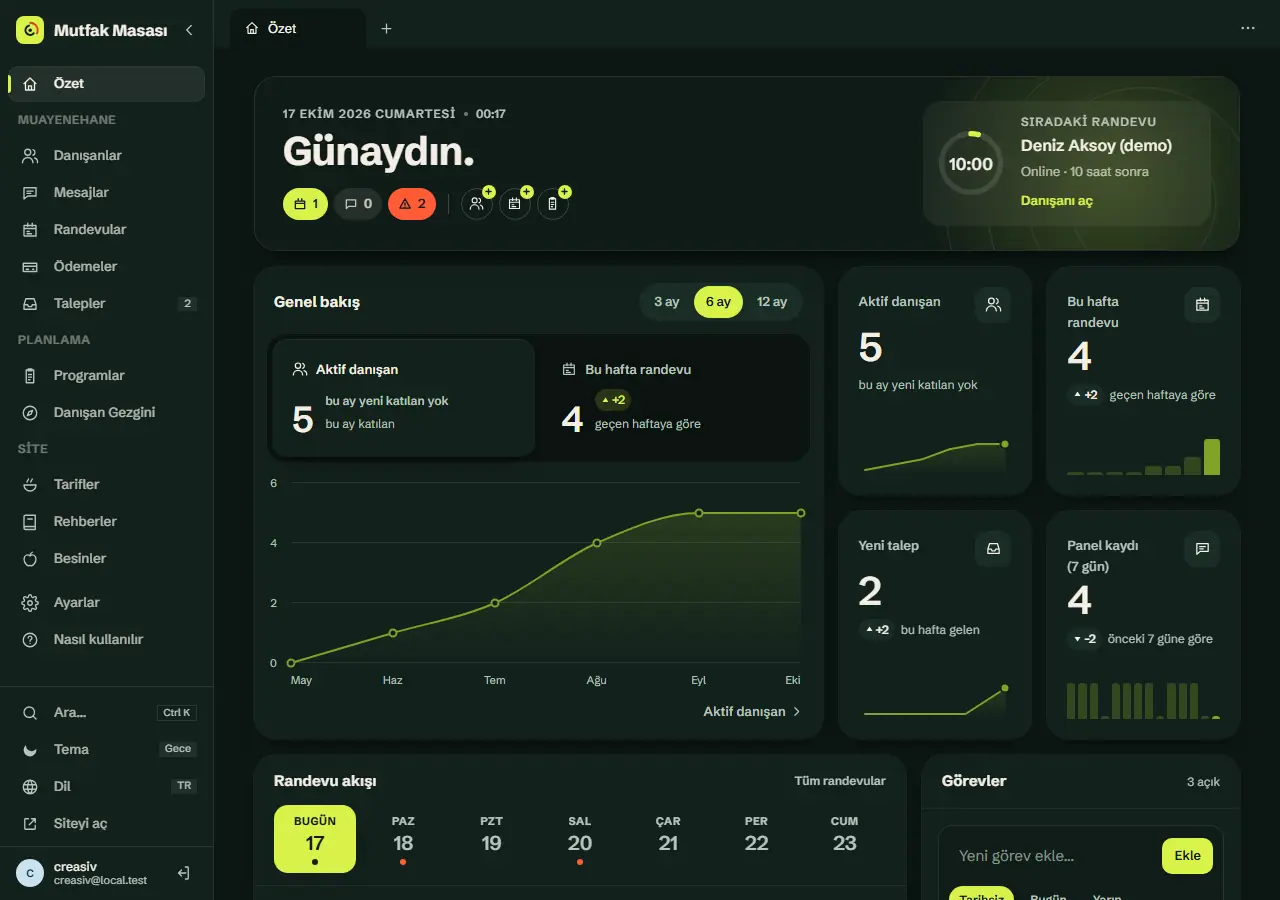 Mutfak Masası
Özet
MUAYENEHANE
Danışanlar
Mesajlar
Randevular
Ödemeler
Talepler 2
PLANLAMA
Programlar
Danışan Gezgini
SİTE
Tarifler
Rehberler
Besinler
Ayarlar
Nasıl kullanılır
Ara... Ctrl K
Tema Gece
Dil TR
Siteyi aç
C
creasiv
creasiv@local.test
Özet
17 EKİM 2026 CUMARTESİ • 00:17
Günaydın.
1 0 2
10:00
SIRADAKİ RANDEVU
Deniz Aksoy (demo)
Online · 10 saat sonra
Danışanı aç
Genel bakış
3 ay 6 ay 12 ay
Aktif danışan
5
bu ay yeni katılan yok
bu ay katılan
Bu hafta randevu
4
+2
geçen haftaya göre
6
4
2
0
May Haz Tem Ağu Eyl Eki
Aktif danışan
Aktif danışan
5
bu ay yeni katılan yok
Bu hafta
randevu
4
+2 geçen haftaya göre
Yeni talep
2
+2 bu hafta gelen
Panel kaydı
(7 gün)
4
-2 önceki 7 güne göre
Randevu akışı
Tüm randevular
BUGÜN PAZ PZT SAL ÇAR PER CUM
17 18 19 20 21 22 23
Görevler
3 açık
Yeni görev ekle...
Ekle
Tarihsiz Bugün Yarın